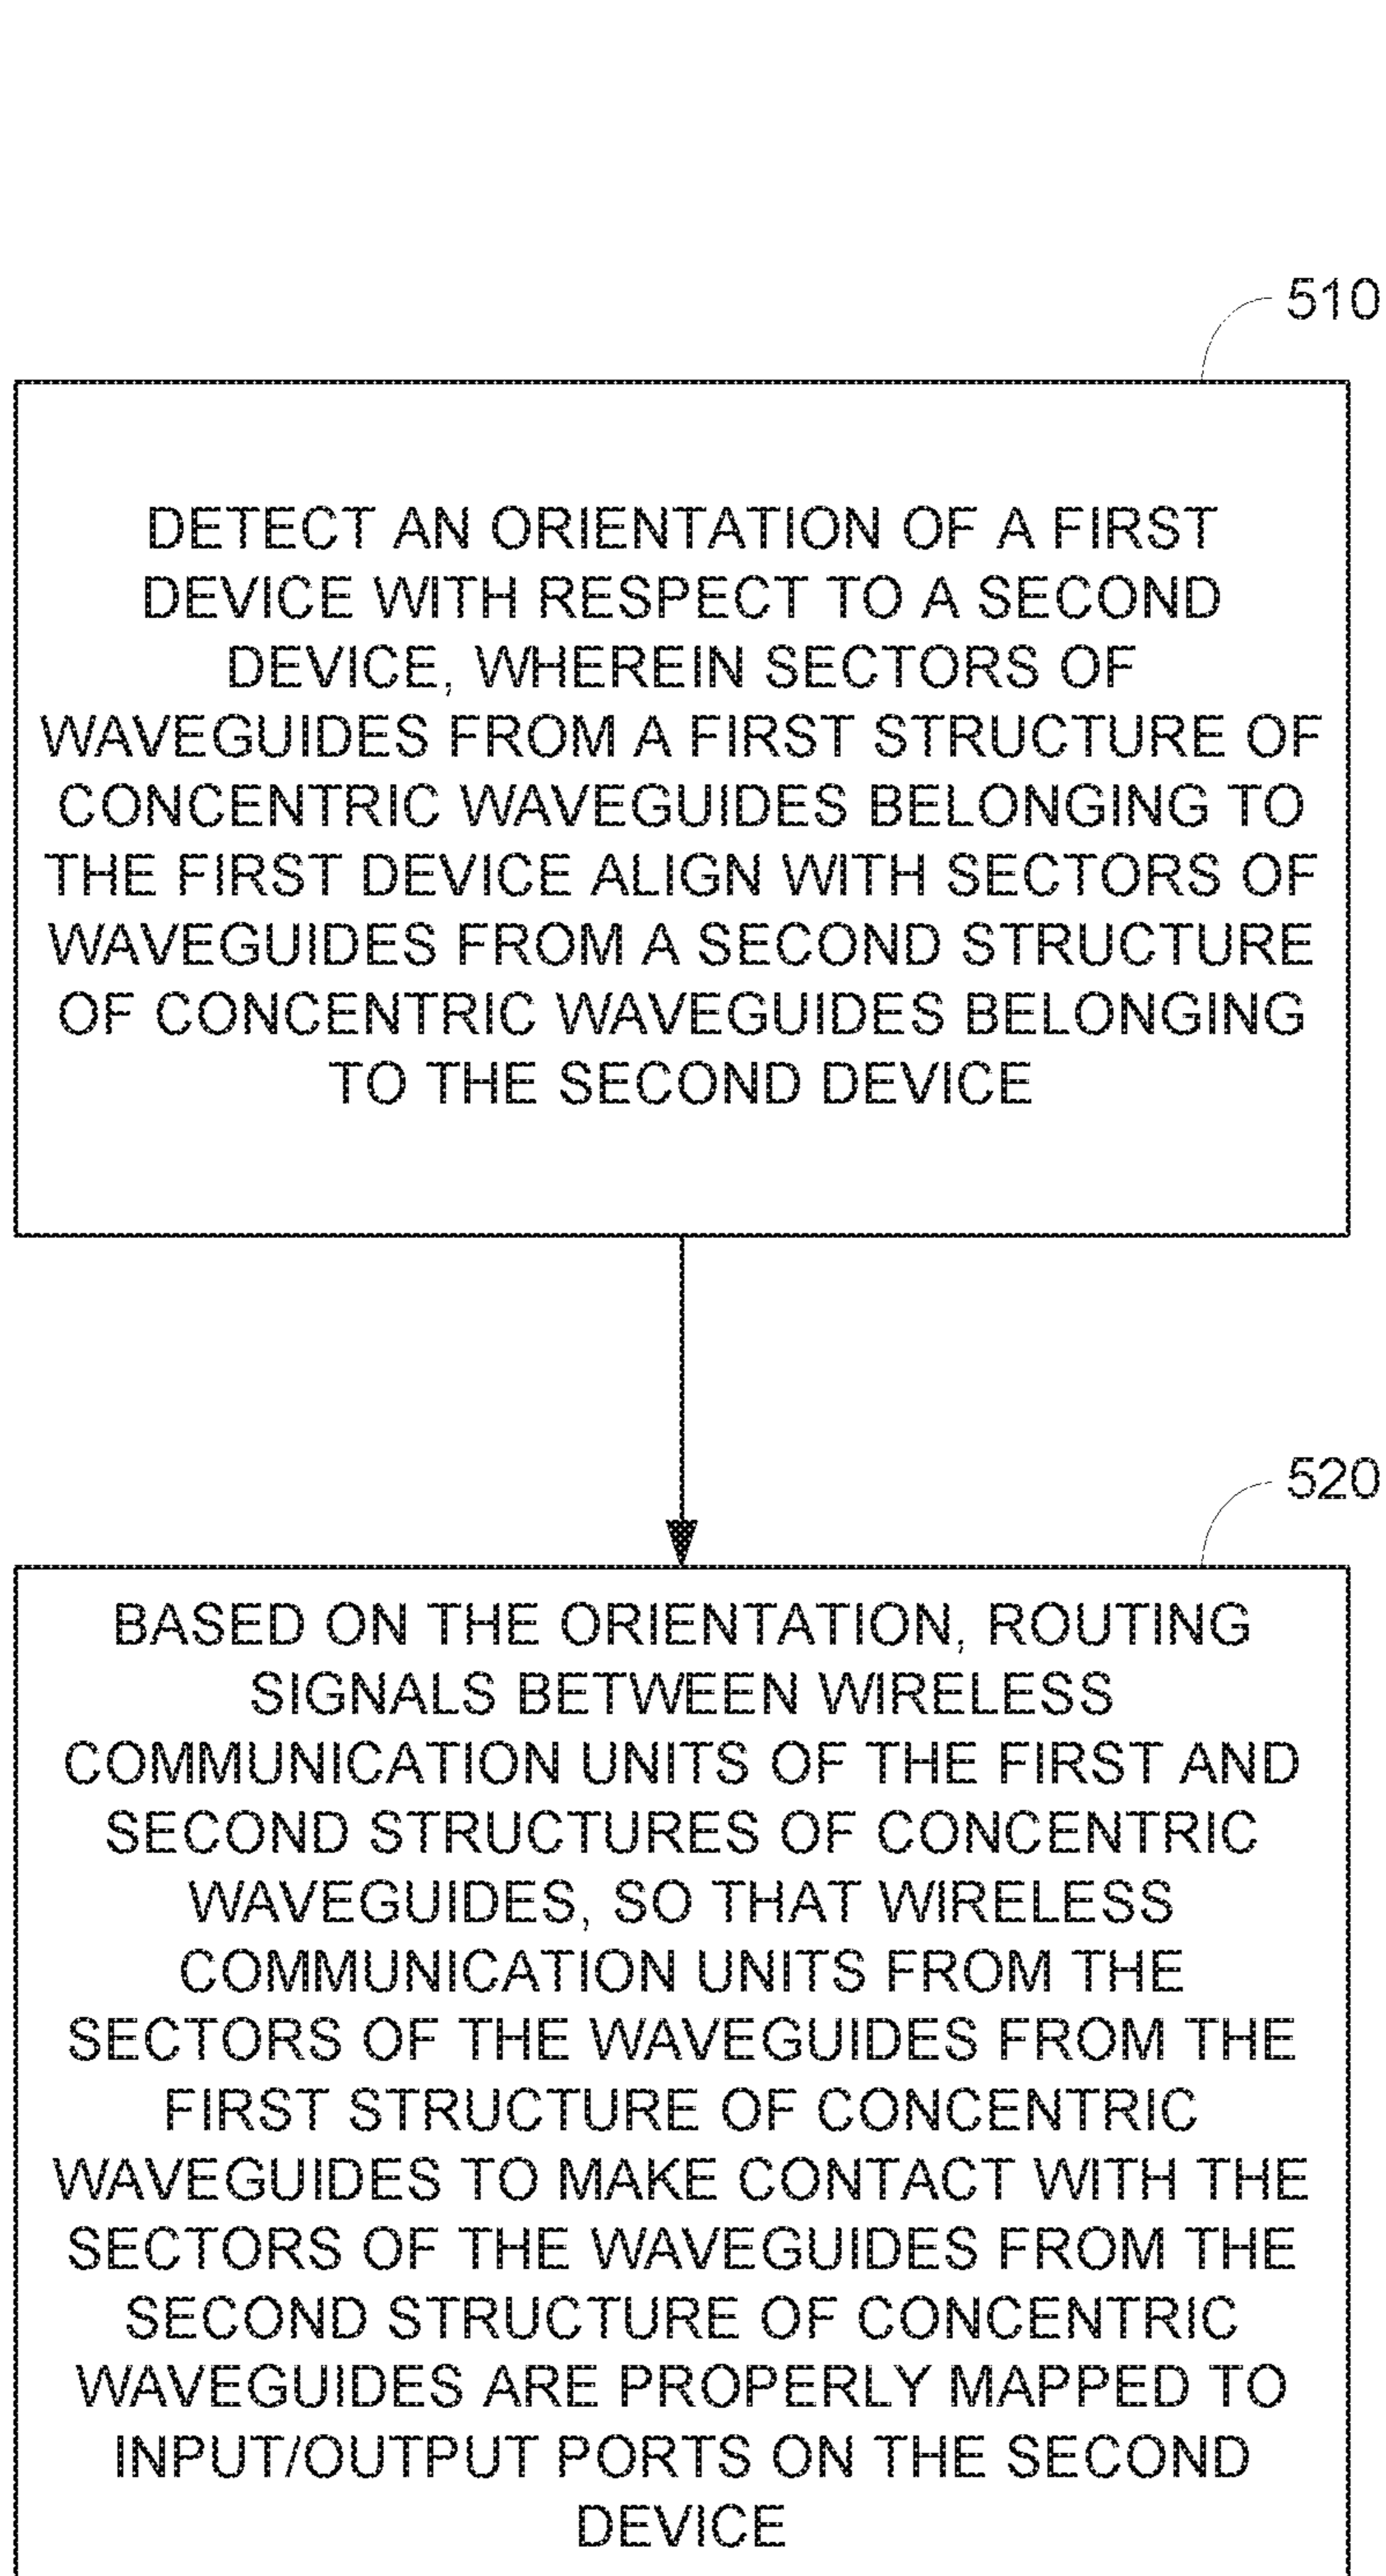 510
DETECT AN ORIENTATION OF A FIRST
DEVICE WITH RESPECT TO A SECOND
DEVICE, WHEREIN SECTORS OF
WAVEGUIDES FROM A FIRST STRUCTURE OF
CONCENTRIC WAVEGUIDES BELONGING TO
THE FIRST DEVICE ALIGN WITH SECTORS OF
WAVEGUIDES FROM A SECOND STRUCTURE
OF CONCENTRIC WAVEGUIDES BELONGING
TO THE SECOND DEVICE
520
BASED ON THE ORIENTATION, ROUTING
SIGNALS BETWEEN WIRELESS
COMMUNICATION UNITS OF THE FIRST AND
SECOND STRUCTURES OF CONCENTRIC
WAVEGUIDES, SO THAT WIRELESS
COMMUNICATION UNITS FROM THE
SECTORS OF THE WAVEGUIDES FROM THE
FIRST STRUCTURE OF CONCENTRIC
WAVEGUIDES TO MAKE CONTACT WITH THE
SECTORS OF THE WAVEGUIDES FROM THE
SECOND STRUCTURE OF CONCENTRIC
WAVEGUIDES ARE PROPERLY MAPPED TO
INPUT/OUTPUT PORTS ON THE SECOND
DEVICE